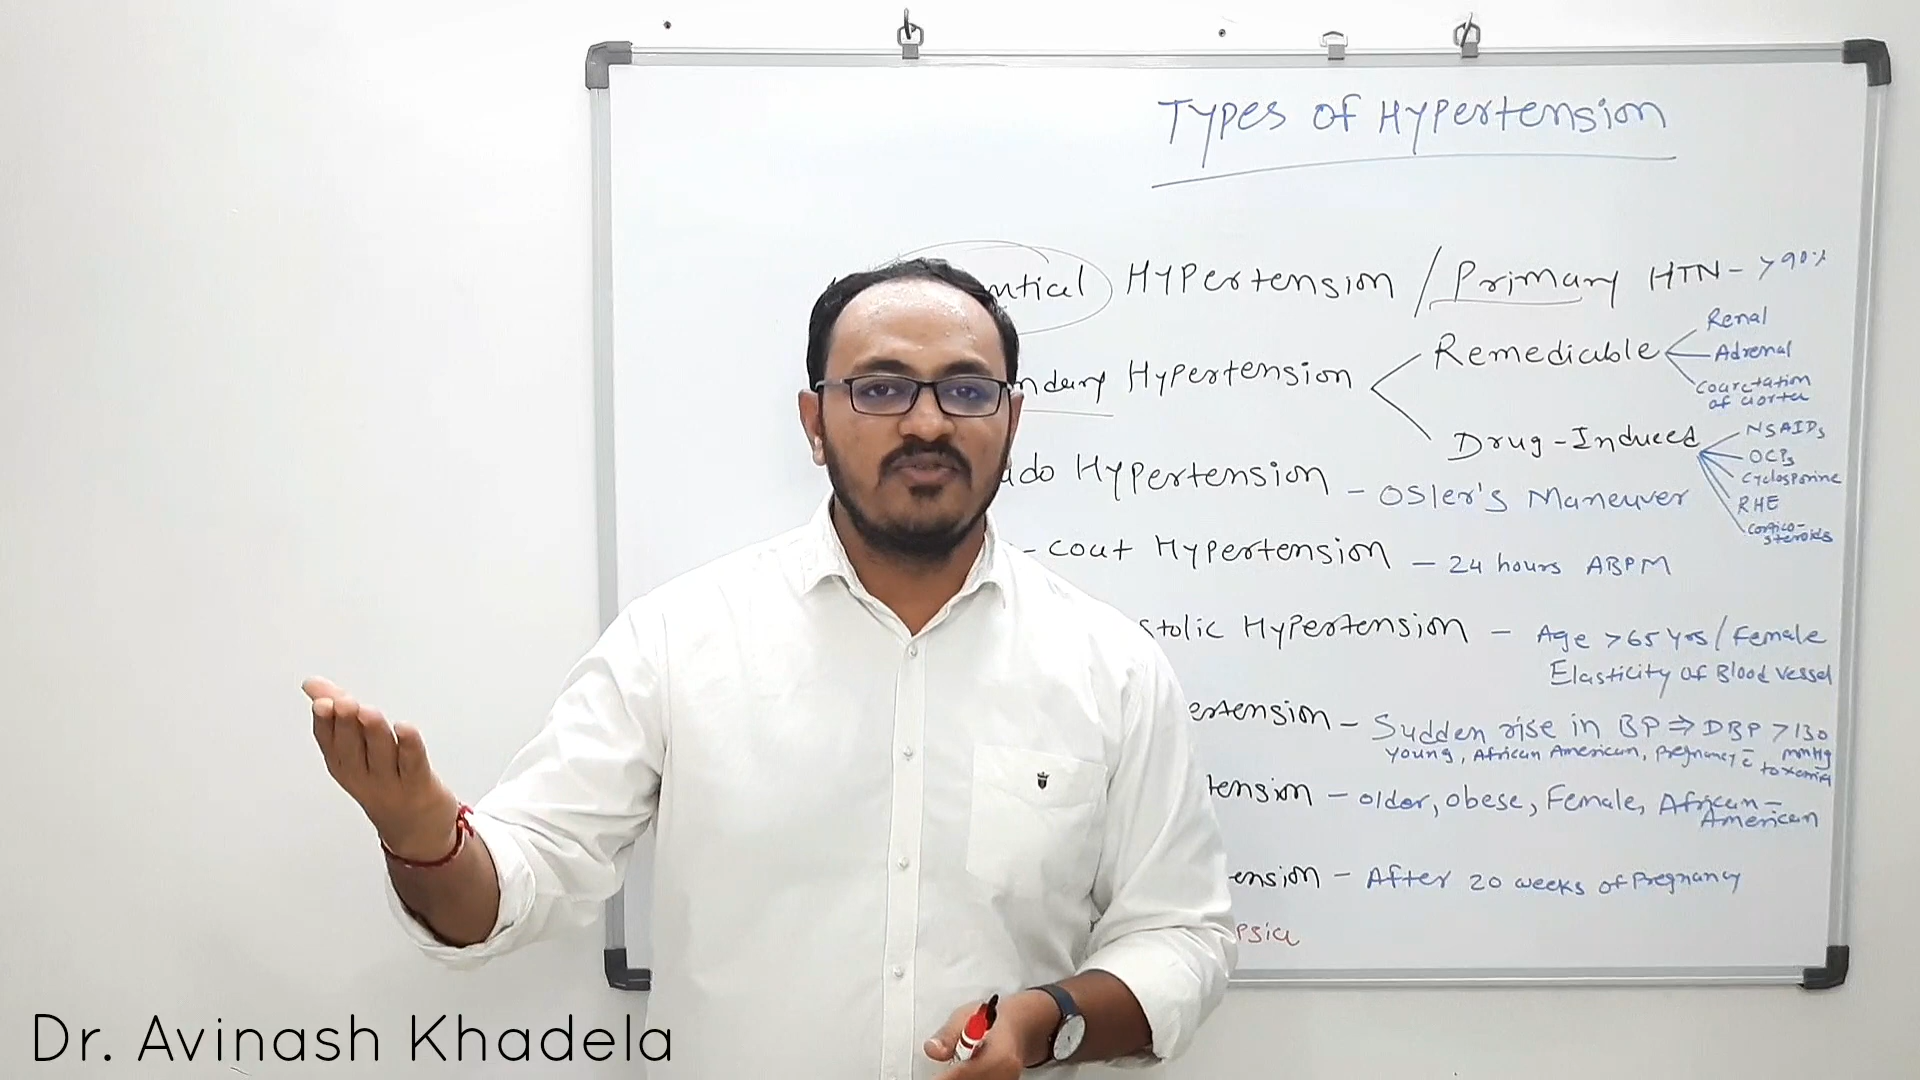 Types of Hypertension
ntial Hypertension / Primary HTN - >90%
Renal
Remediable
Adrenal
ndary Hypertension
Coarctation
of aorta
Drug-Induced
NSAIDs
OCPs
Cyclosporine
RHE
Cortico-
steroids
udo Hypertension - Osler's Maneuver
- coat Hypertension - 24 hours ABPM
stolic Hypertension - Age >65 yrs / Female
Elasticity of Blood vessel
ertension - Sudden rise in BP ⇒ DBP >130
mmHg
young, African American, Pregnancy c̄
toxemia
tension - older, obese, Female, African-
American
ension - After 20 weeks of Pregnancy
psia
Dr. Avinash Khadela